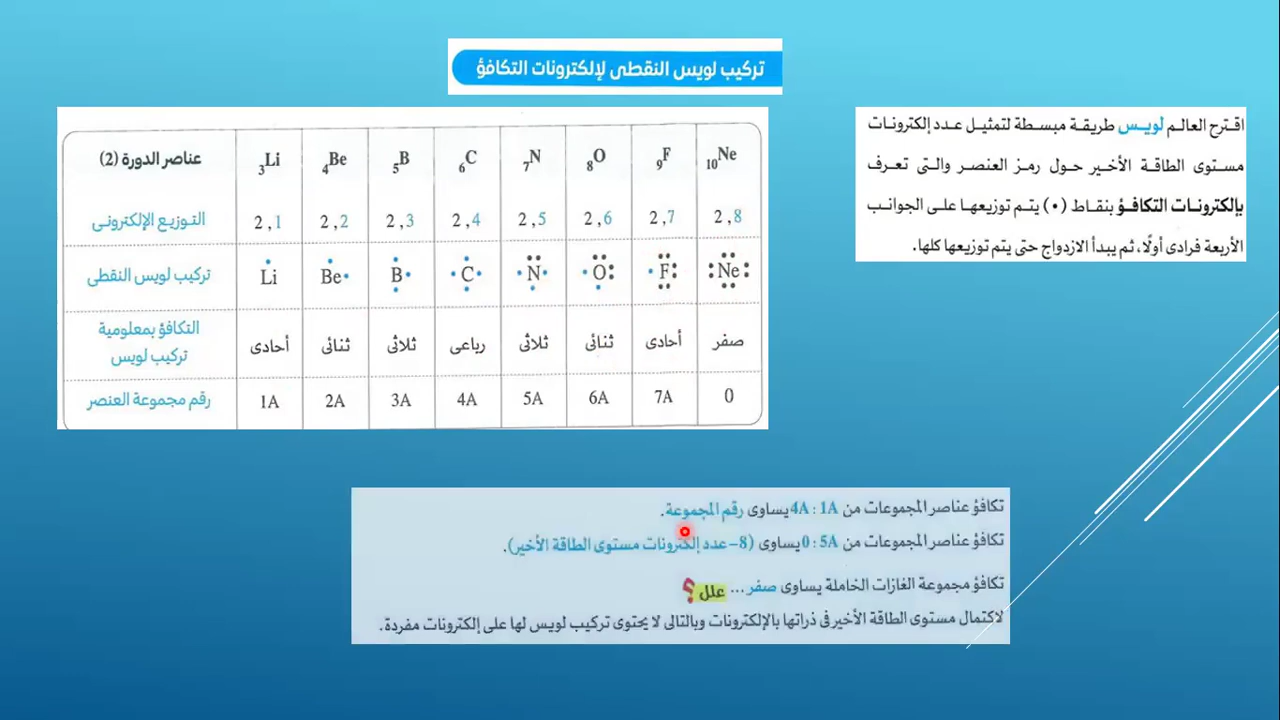 تركيب لويس النقطى لإلكترونات التكافؤ
اقترح العالم لويس طريقة مبسطة لتمثيل عدد إلكترونات
مستوى الطاقة الأخير حول رمز العنصر والتى تعرف
بإلكترونات التكافؤ بنقاط (•) يتم توزيعها على الجوانب
الأربعة فرادى أولًا، ثم يبدأ الازدواج حتى يتم توزيعها كلها.
عناصر الدورة (2) ₃Li ₄Be ₅B ₆C ₇N ₈O ₉F ₁₀Ne
التوزيع الإلكترونى 2,1 2,2 2,3 2,4 2,5 2,6 2,7 2,8
تركيب لويس النقطى Li Be B C N O F Ne
التكافؤ بمعلومية
تركيب لويس أحادى ثنائى ثلاثى رباعى ثلاثى ثنائى أحادى صفر
رقم مجموعة العنصر 1A 2A 3A 4A 5A 6A 7A 0
تكافؤ عناصر المجموعات من 1A : 4A يساوى رقم المجموعة.
تكافؤ عناصر المجموعات من 5A : 0 يساوى (8 – عدد إلكترونات مستوى الطاقة الأخير).
تكافؤ مجموعة الغازات الخاملة يساوى صفر ... علل ؟
لاكتمال مستوى الطاقة الأخير فى ذراتها بالإلكترونات وبالتالى لا يحتوى تركيب لويس لها على إلكترونات مفردة.